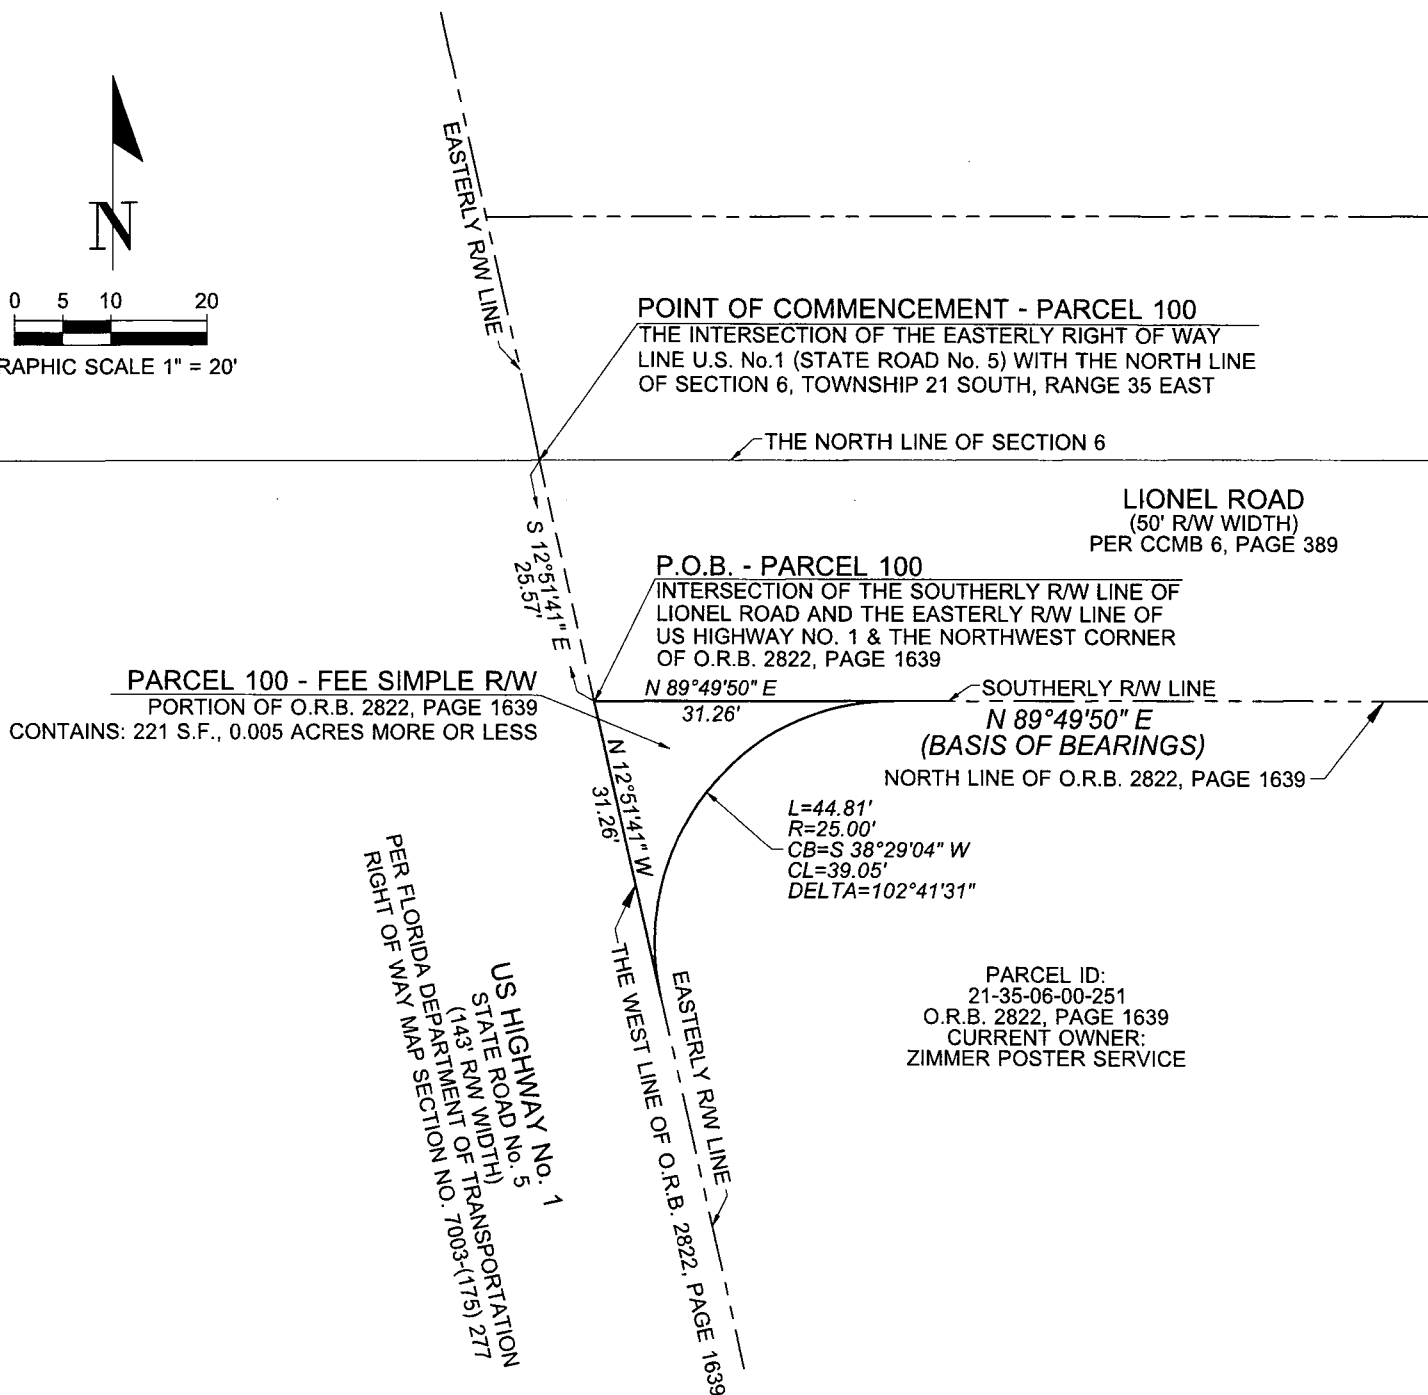 EASTERLY R/W LINE
N
0 5 10 20
RAPHIC SCALE 1" = 20'
POINT OF COMMENCEMENT - PARCEL 100
THE INTERSECTION OF THE EASTERLY RIGHT OF WAY
LINE U.S. No.1 (STATE ROAD No. 5) WITH THE NORTH LINE
OF SECTION 6, TOWNSHIP 21 SOUTH, RANGE 35 EAST
THE NORTH LINE OF SECTION 6
LIONEL ROAD
(50' R/W WIDTH)
PER CCMB 6, PAGE 389
S 12°51'41" E
25.57'
P.O.B. - PARCEL 100
INTERSECTION OF THE SOUTHERLY R/W LINE OF
LIONEL ROAD AND THE EASTERLY R/W LINE OF
US HIGHWAY NO. 1 & THE NORTHWEST CORNER
OF O.R.B. 2822, PAGE 1639
PARCEL 100 - FEE SIMPLE R/W
PORTION OF O.R.B. 2822, PAGE 1639
CONTAINS: 221 S.F., 0.005 ACRES MORE OR LESS
N 89°49'50" E
31.26'
SOUTHERLY R/W LINE
N 89°49'50" E
(BASIS OF BEARINGS)
NORTH LINE OF O.R.B. 2822, PAGE 1639
N 12°51'41" W
31.26'
L=44.81'
R=25.00'
CB=S 38°29'04" W
CL=39.05'
DELTA=102°41'31"
US HIGHWAY No. 1
STATE ROAD No. 5
(143' R/W WIDTH)
PER FLORIDA DEPARTMENT OF TRANSPORTATION
RIGHT OF WAY MAP SECTION NO. 7003-(175) 277
THE WEST LINE OF O.R.B. 2822, PAGE 1639
EASTERLY R/W LINE
PARCEL ID:
21-35-06-00-251
O.R.B. 2822, PAGE 1639
CURRENT OWNER:
ZIMMER POSTER SERVICE